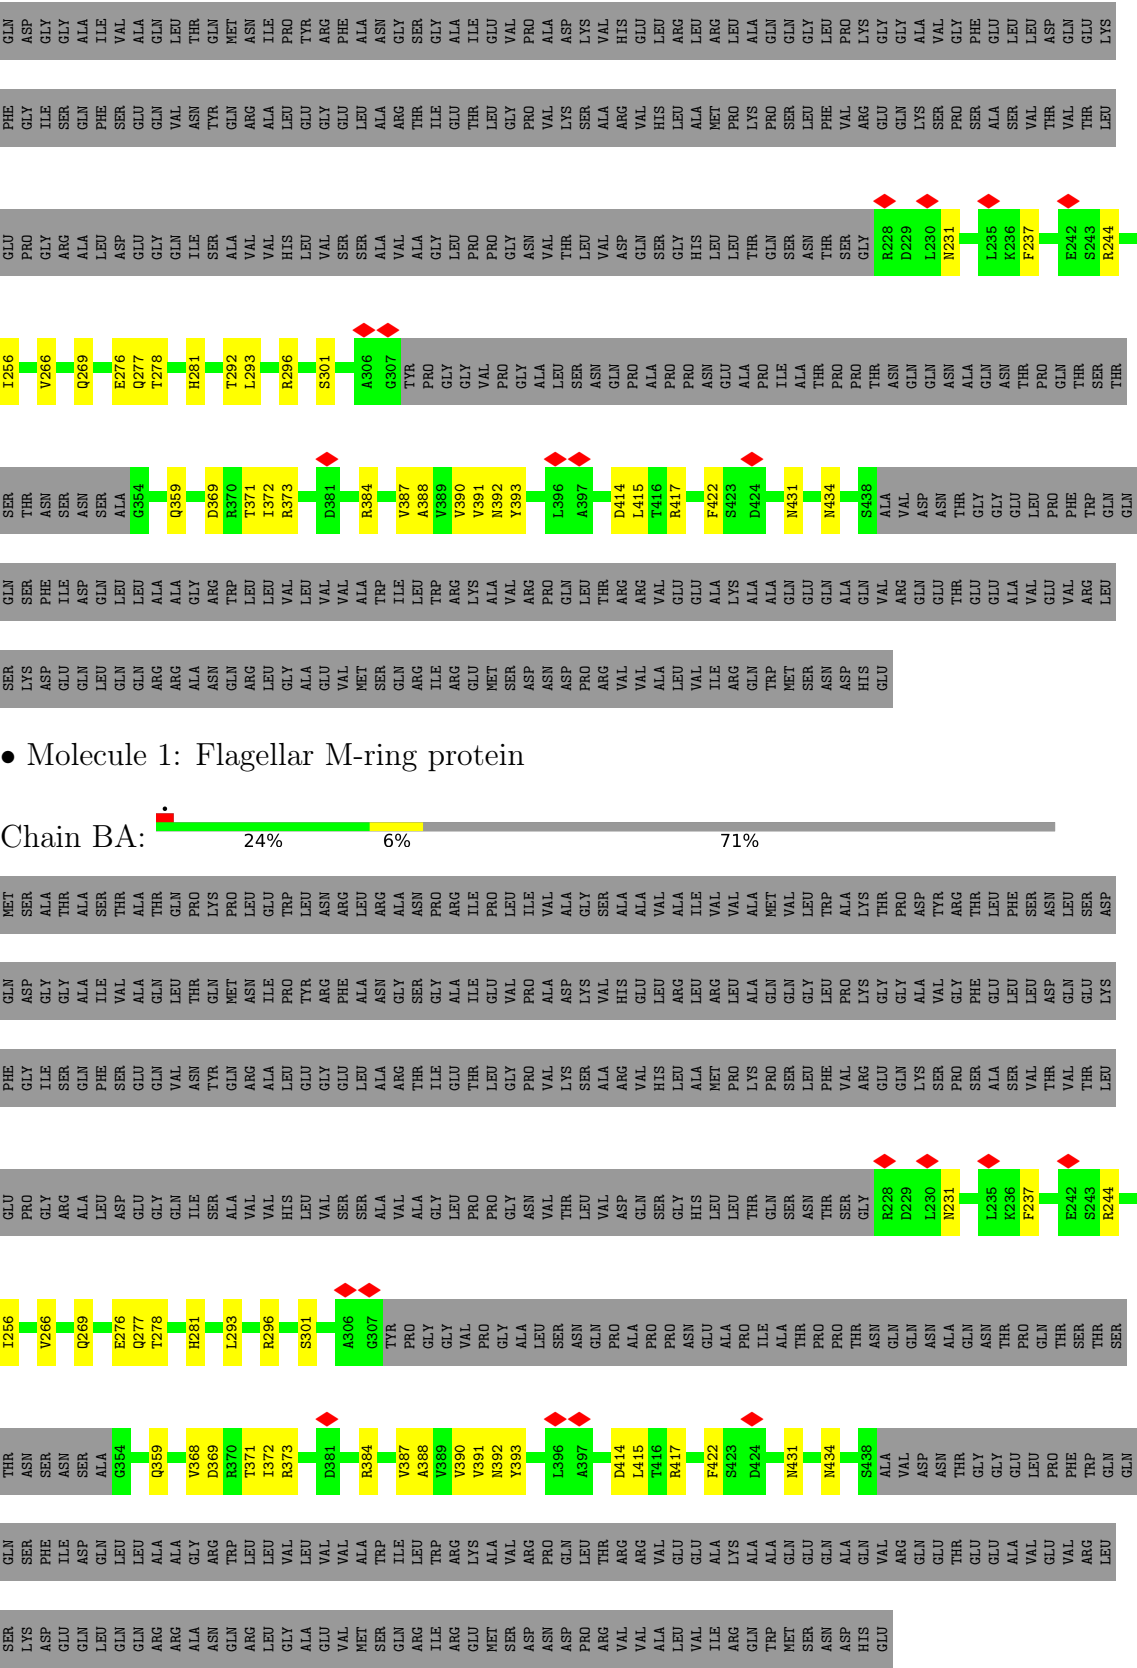 GLN ASP GLY GLY ALA ILE VAL ALA GLN LEU THR GLN MET ASN ILE PRO TYR ARG PHE ALA ASN GLY SER GLY ALA ILE GLU VAL PRO ALA ASP LYS VAL HIS GLU LEU ARG LEU ARG LEU ALA GLN GLN GLY LEU PRO LYS GLY GLY ALA VAL GLY PHE GLU LEU LEU ASP GLN GLU LYS
PHE GLY ILE SER GLN PHE SER GLU GLN VAL ASN TYR GLN ARG ALA LEU GLU GLY GLU LEU ALA ARG THR ILE GLU THR LEU GLY PRO VAL LYS SER ALA ARG VAL HIS LEU ALA MET PRO LYS PRO SER LEU PHE VAL ARG GLU GLN LYS SER PRO SER ALA SER VAL THR VAL THR LEU
GLU PRO GLY ARG ALA LEU ASP GLU GLY GLN ILE SER ALA VAL VAL HIS LEU VAL SER SER ALA VAL ALA GLY LEU PRO PRO GLY ASN VAL THR LEU VAL ASP GLN SER GLY HIS LEU LEU THR GLN SER ASN THR SER GLY R228 D229 L230 N231 L235 K236 F237 E242 S243 R244
I256 V266 Q269 E276 Q277 T278 H281 T292 L293 R296 S301 A306 G307 TYR PRO GLY GLY VAL PRO GLY ALA LEU SER ASN GLN PRO ALA PRO PRO ASN GLU ALA PRO ILE ALA THR PRO PRO THR ASN GLN GLN ASN ALA GLN ASN THR PRO GLN THR SER THR
SER THR ASN SER ASN SER ALA G354 Q359 D369 R370 T371 I372 R373 D381 R384 V387 A388 V389 V390 V391 N392 Y393 L396 A397 D414 L415 T416 R417 F422 S423 D424 N431 N434 S438 ALA VAL ASP ASN THR GLY GLY GLU LEU PRO PHE TRP GLN GLN
GLN SER PHE ILE ASP GLN LEU LEU ALA ALA GLY ARG TRP LEU LEU VAL LEU VAL VAL ALA TRP ILE LEU TRP ARG LYS ALA VAL ARG PRO GLN LEU THR ARG ARG VAL GLU GLU ALA LYS ALA ALA GLN GLU GLN ALA GLN VAL ARG GLN GLU THR GLU GLU ALA VAL GLU VAL ARG LEU
SER LYS ASP GLU GLN LEU GLN GLN ARG ARG ALA ASN GLN ARG LEU GLY ALA GLU VAL MET SER GLN ARG ILE ARG GLU MET SER ASP ASN ASP PRO ARG VAL VAL ALA LEU VAL ILE ARG GLN TRP MET SER ASN ASP HIS GLU
• Molecule 1: Flagellar M-ring protein
Chain BA: 24% 6% 71%
MET SER ALA THR ALA SER THR ALA THR GLN PRO LYS PRO LEU GLU TRP LEU ASN ARG LEU ARG ALA ASN PRO ARG ILE PRO LEU ILE VAL ALA GLY SER ALA ALA VAL ALA ILE VAL VAL ALA MET VAL LEU TRP ALA LYS THR PRO ASP TYR ARG THR LEU PHE SER ASN LEU SER ASP
GLN ASP GLY GLY ALA ILE VAL ALA GLN LEU THR GLN MET ASN ILE PRO TYR ARG PHE ALA ASN GLY SER GLY ALA ILE GLU VAL PRO ALA ASP LYS VAL HIS GLU LEU ARG LEU ARG LEU ALA GLN GLN GLY LEU PRO LYS GLY GLY ALA VAL GLY PHE GLU LEU LEU ASP GLN GLU LYS
PHE GLY ILE SER GLN PHE SER GLU GLN VAL ASN TYR GLN ARG ALA LEU GLU GLY GLU LEU ALA ARG THR ILE GLU THR LEU GLY PRO VAL LYS SER ALA ARG VAL HIS LEU ALA MET PRO LYS PRO SER LEU PHE VAL ARG GLU GLN LYS SER PRO SER ALA SER VAL THR VAL THR LEU
GLU PRO GLY ARG ALA LEU ASP GLU GLY GLN ILE SER ALA VAL VAL HIS LEU VAL SER SER ALA VAL ALA GLY LEU PRO PRO GLY ASN VAL THR LEU VAL ASP GLN SER GLY HIS LEU LEU THR GLN SER ASN THR SER GLY R228 D229 L230 N231 L235 K236 F237 E242 S243 R244
I256 V266 Q269 E276 Q277 T278 H281 L293 R296 S301 A306 G307 TYR PRO GLY GLY VAL PRO GLY ALA LEU SER ASN GLN PRO ALA PRO PRO ASN GLU ALA PRO ILE ALA THR PRO PRO THR ASN GLN GLN ASN ALA GLN ASN THR PRO GLN THR SER THR SER
THR ASN SER ASN SER ALA G354 Q359 V368 D369 R370 T371 I372 R373 D381 R384 V387 A388 V389 V390 V391 N392 Y393 L396 A397 D414 L415 T416 R417 F422 S423 D424 N431 N434 S438 ALA VAL ASP ASN THR GLY GLY GLU LEU PRO PHE TRP GLN GLN
GLN SER PHE ILE ASP GLN LEU LEU ALA ALA GLY ARG TRP LEU LEU VAL LEU VAL VAL ALA TRP ILE LEU TRP ARG LYS ALA VAL ARG PRO GLN LEU THR ARG ARG VAL GLU GLU ALA LYS ALA ALA GLN GLU GLN ALA GLN VAL ARG GLN GLU THR GLU GLU ALA VAL GLU VAL ARG LEU
SER LYS ASP GLU GLN LEU GLN GLN ARG ARG ALA ASN GLN ARG LEU GLY ALA GLU VAL MET SER GLN ARG ILE ARG GLU MET SER ASP ASN ASP PRO ARG VAL VAL ALA LEU VAL ILE ARG GLN TRP MET SER ASN ASP HIS GLU